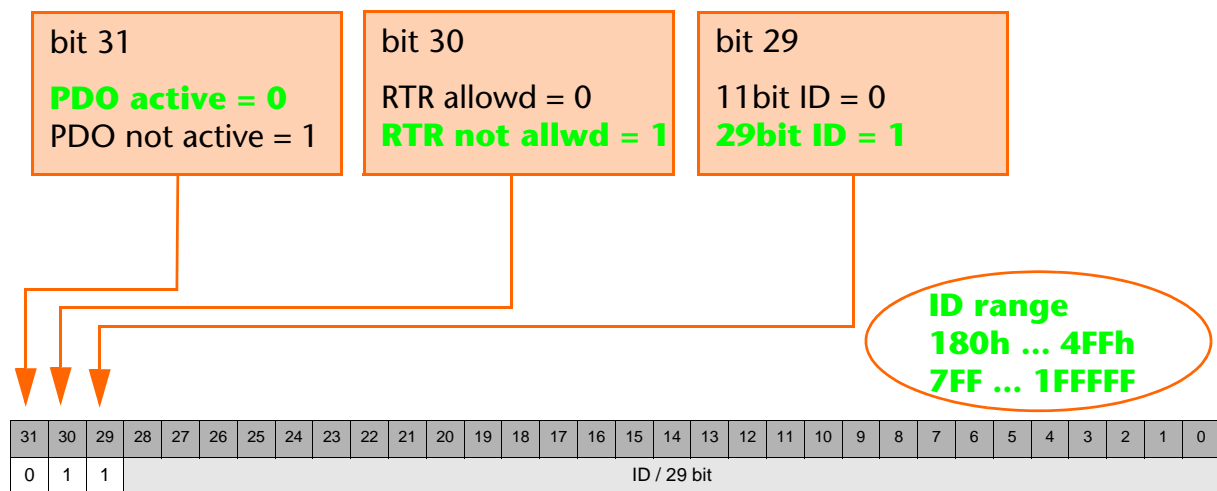 bit 31
PDO active = 0
PDO not active = 1
bit 30
RTR allowd = 0
RTR not allwd = 1
bit 29
11bit ID = 0
29bit ID = 1
ID range
180h ... 4FFh
7FF ... 1FFFFF
31 30 29 28 27 26 25 24 23 22 21 20 19 18 17 16 15 14 13 12 11 10 9 8 7 6 5 4 3 2 1 0
0 1 1 ID / 29 bit